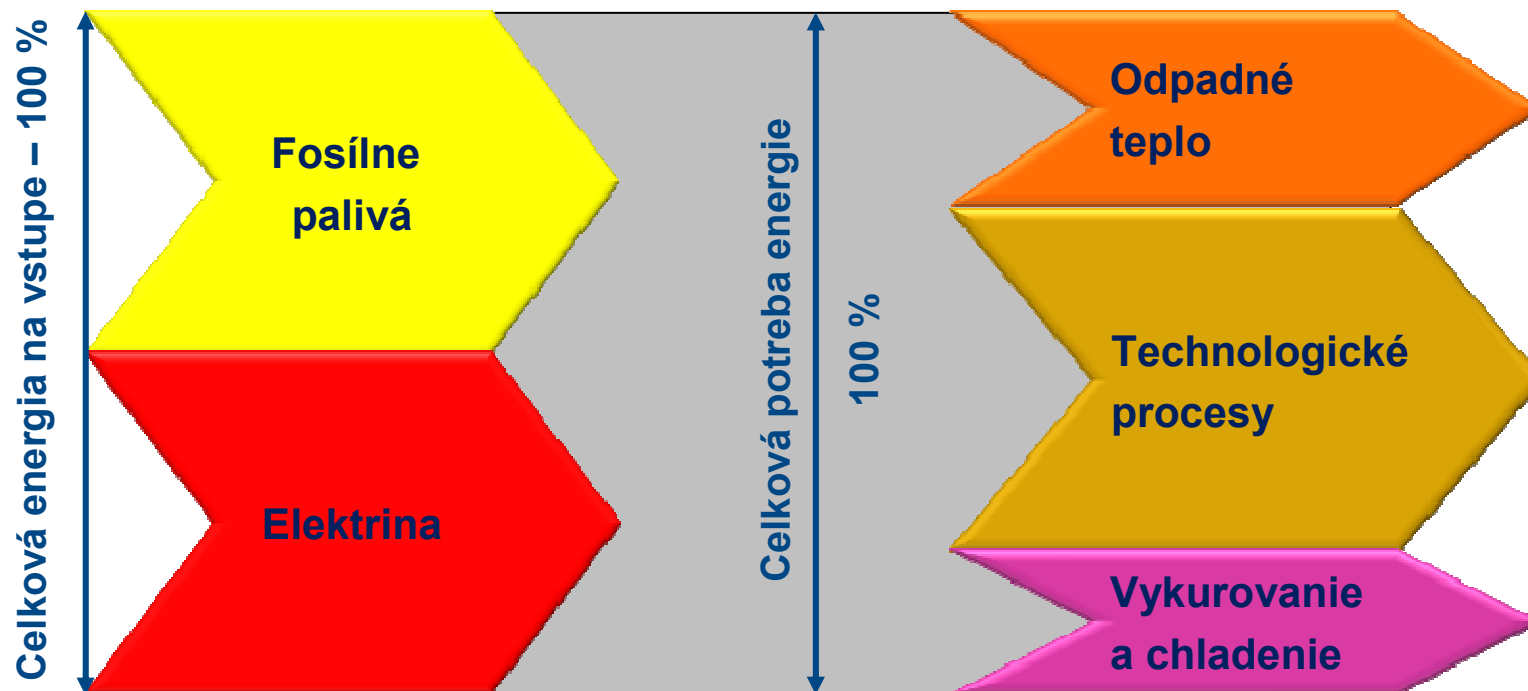 Celková energia na vstupe – 100 %
Fosílne
palivá
Elektrina
Celková potreba energie
100 %
Odpadné
teplo
Technologické
procesy
Vykurovanie
a chladenie